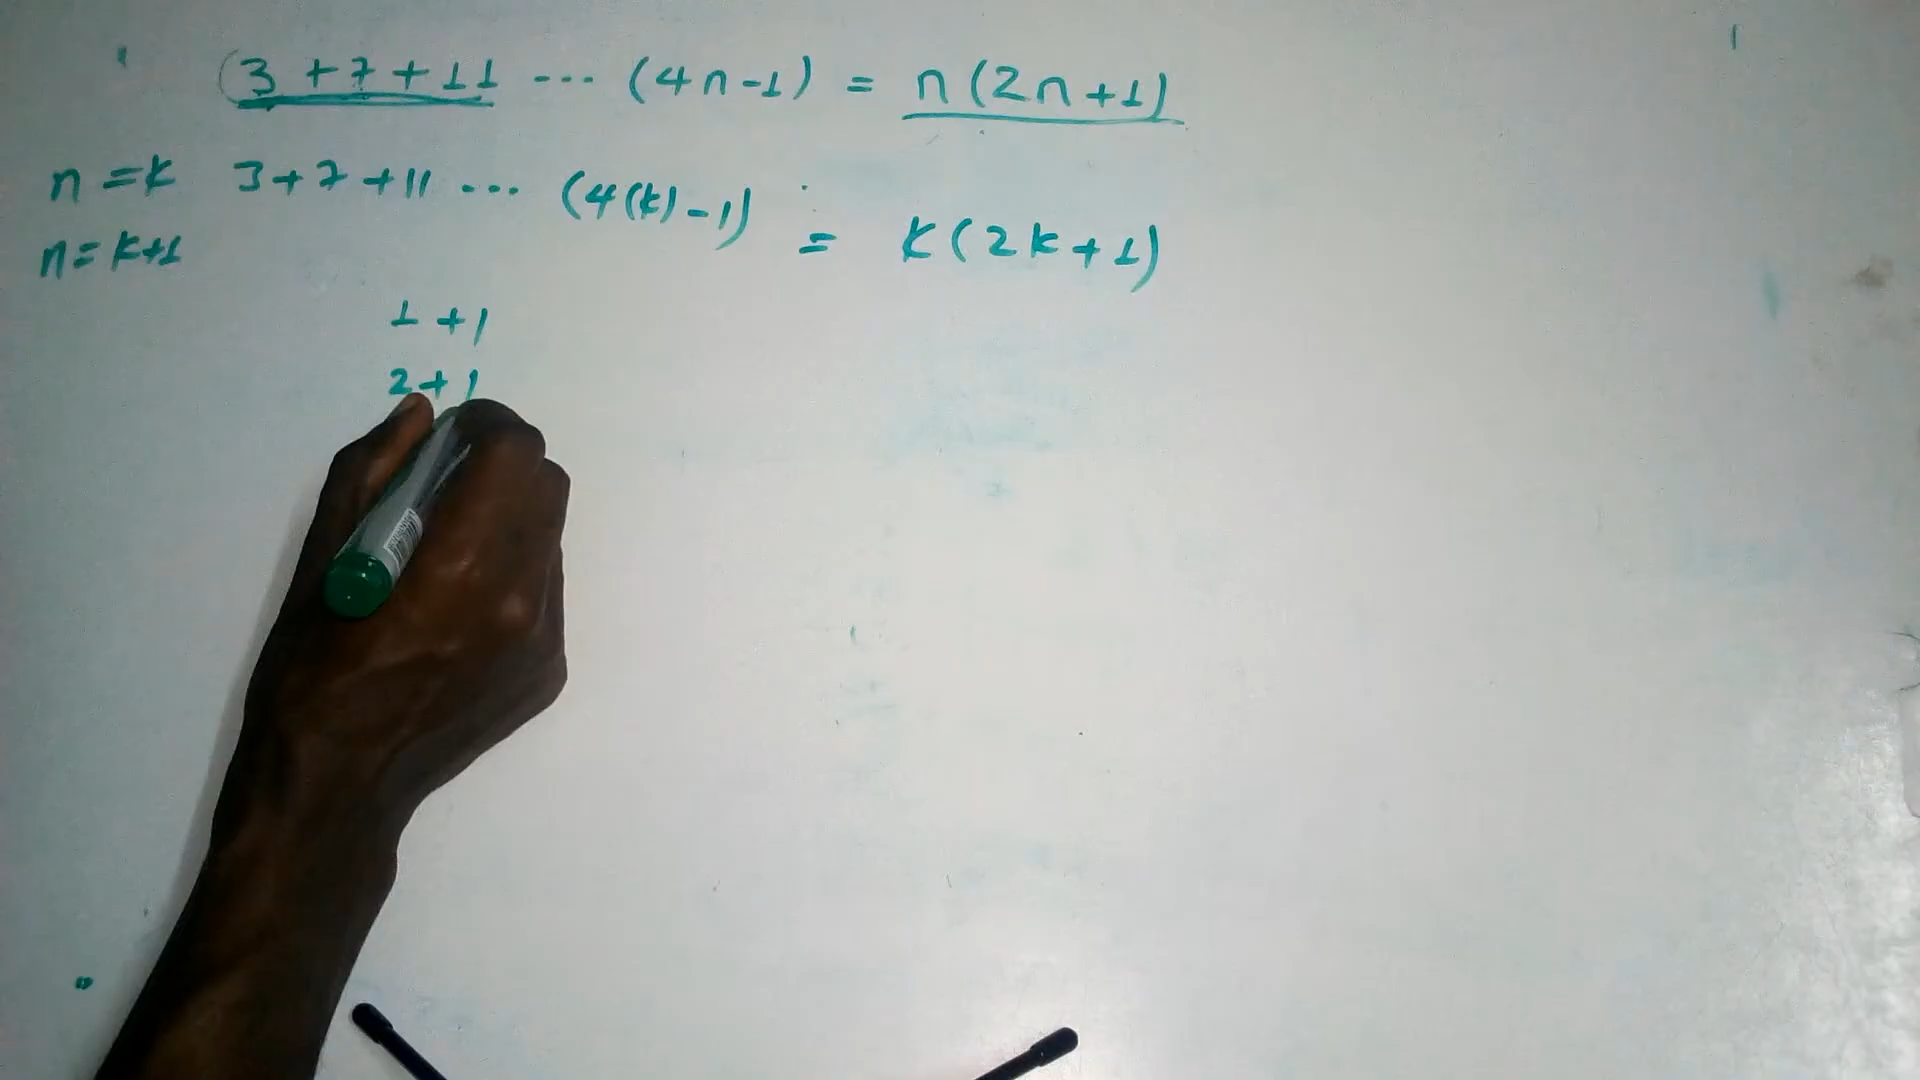 (3 + 7 + 11 --- (4n-1) = n(2n+1)
n=k 3+7+11 --- (4(k)-1) = k(2k+1)
n=k+1
1+1
2+1